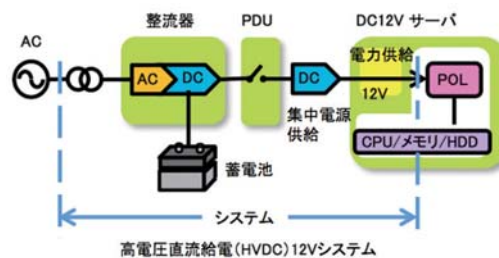 整流器
PDU
DC12V サーバ
AC
電力供給
AC
DC
DC
POL
12V
集中電源
供給
CPU/メモリ/HDD
蓄電池
システム
高電圧直流給電(HVDC)12Vシステム